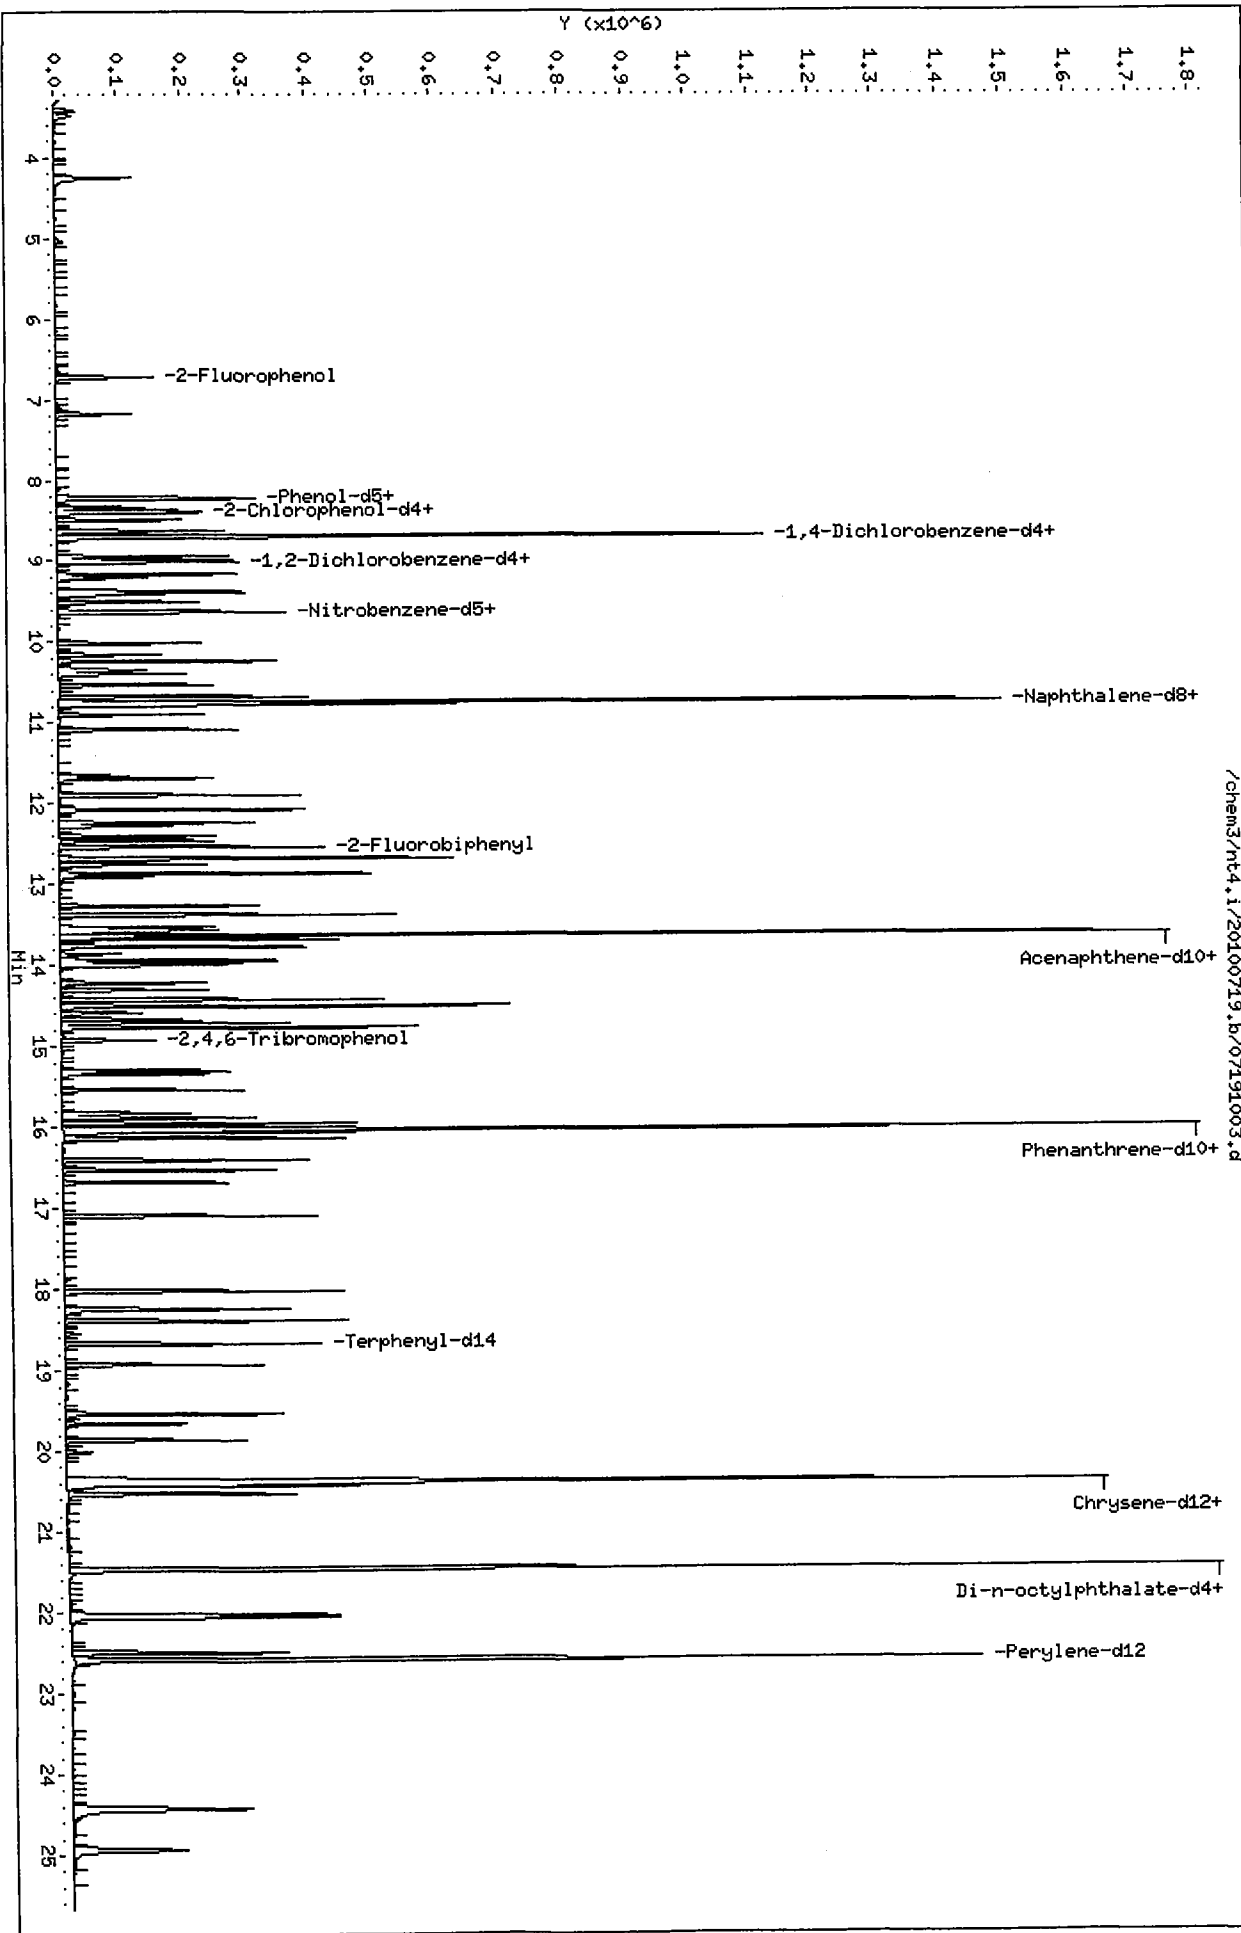 /chem3/nt4.i/20100719.b/07191003.d
Y (x10^6)
0.0
0.1
0.2
0.3
0.4
0.5
0.6
0.7
0.8
0.9
1.0
1.1
1.2
1.3
1.4
1.5
1.6
1.7
1.8
-2-Fluorophenol
-Phenol-d5+
-2-Chlorophenol-d4+
-1,4-Dichlorobenzene-d4+
-1,2-Dichlorobenzene-d4+
-Nitrobenzene-d5+
-Naphthalene-d8+
-2-Fluorobiphenyl
Acenaphthene-d10+
-2,4,6-Tribromophenol
Phenanthrene-d10+
-Terphenyl-d14
Chrysene-d12+
Di-n-octylphthalate-d4+
-Perylene-d12
4
5
6
7
8
9
10
11
12
13
14
15
16
17
18
19
20
21
22
23
24
25
Min